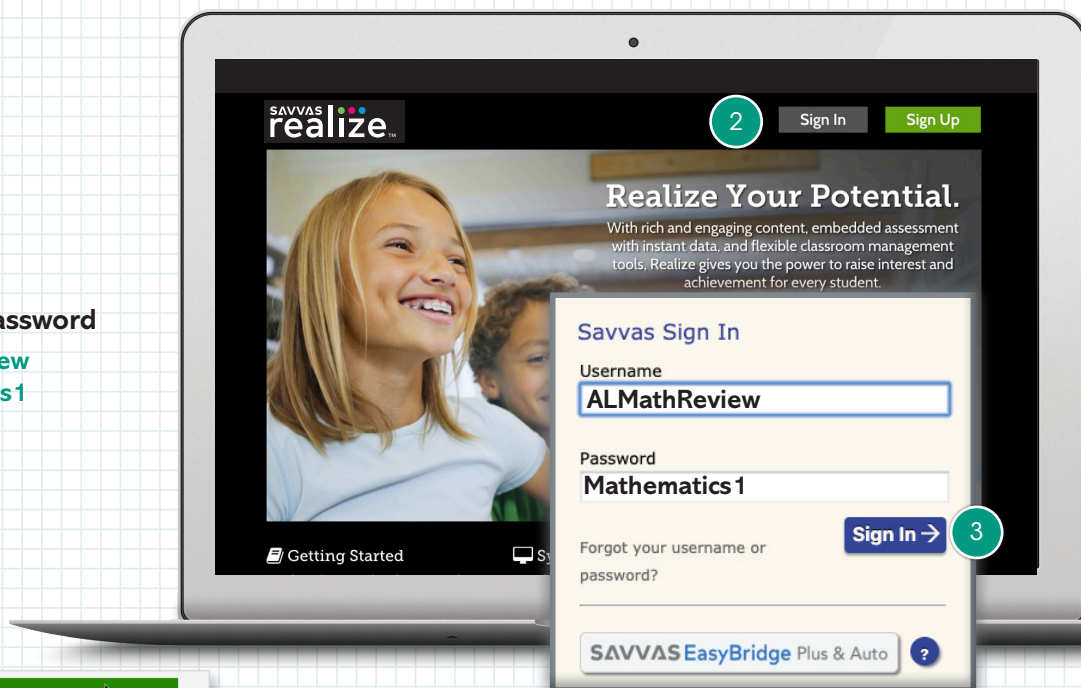 SAVVAS
realize™
2
Sign In
Sign Up
Realize Your Potential.
With rich and engaging content, embedded assessment
with instant data, and flexible classroom management
tools, Realize gives you the power to raise interest and
achievement for every student.
assword
ew
s1
Savvas Sign In
Username
ALMathReview
Password
Mathematics1
Sign In →
3
Forgot your username or
password?
Getting Started
Sy
SAVVAS EasyBridge Plus & Auto
?